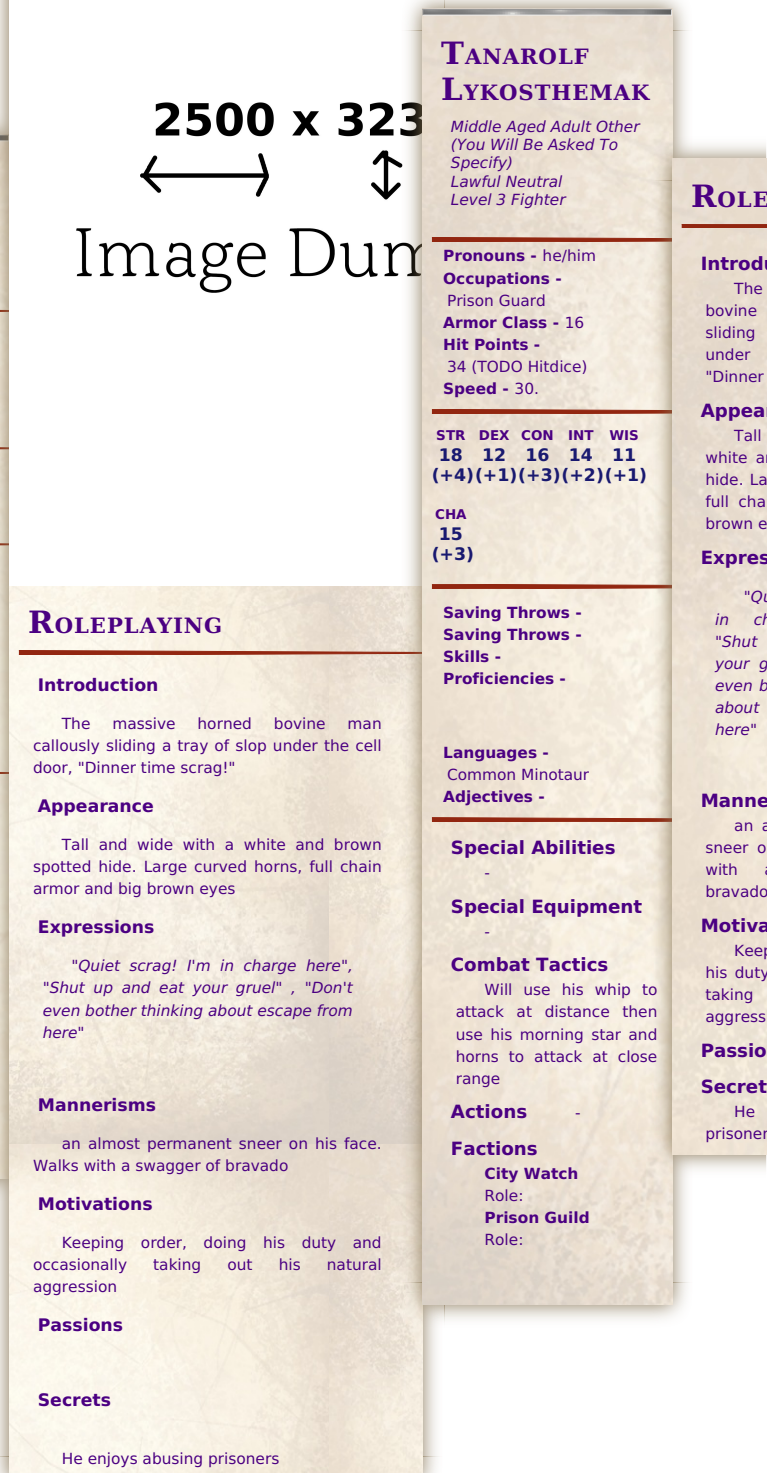 2500 x 323
Image Dum
ROLEPLAYING
Introduction
The massive horned bovine man
callously sliding a tray of slop under the cell
door, "Dinner time scrag!"
Appearance
Tall and wide with a white and brown
spotted hide. Large curved horns, full chain
armor and big brown eyes
Expressions
"Quiet scrag! I'm in charge here",
"Shut up and eat your gruel" , "Don't
even bother thinking about escape from
here"
Mannerisms
an almost permanent sneer on his face.
Walks with a swagger of bravado
Motivations
Keeping order, doing his duty and
occasionally taking out his natural
aggression
Passions
Secrets
He enjoys abusing prisoners
TANAROLF
LYKOSTHEMAK
Middle Aged Adult Other
(You Will Be Asked To
Specify)
Lawful Neutral
Level 3 Fighter
Pronouns - he/him
Occupations -
Prison Guard
Armor Class - 16
Hit Points -
34 (TODO Hitdice)
Speed - 30.
STR DEX CON INT WIS
18 12 16 14 11
(+4)(+1)(+3)(+2)(+1)
CHA
15
(+3)
Saving Throws -
Saving Throws -
Skills -
Proficiencies -
Languages -
Common Minotaur
Adjectives -
Special Abilities
-
Special Equipment
-
Combat Tactics
Will use his whip to
attack at distance then
use his morning star and
horns to attack at close
range
Actions -
Factions
City Watch
Role:
Prison Guild
Role:
ROLE
Introdu
The
bovine
sliding
under
"Dinner
Appear
Tall
white a
hide. La
full cha
brown e
Expres
"Qu
in ch
"Shut
your g
even b
about
here"
Manne
an a
sneer o
with a
bravado
Motiva
Keep
his duty
taking
aggress
Passio
Secret
He
prisoner